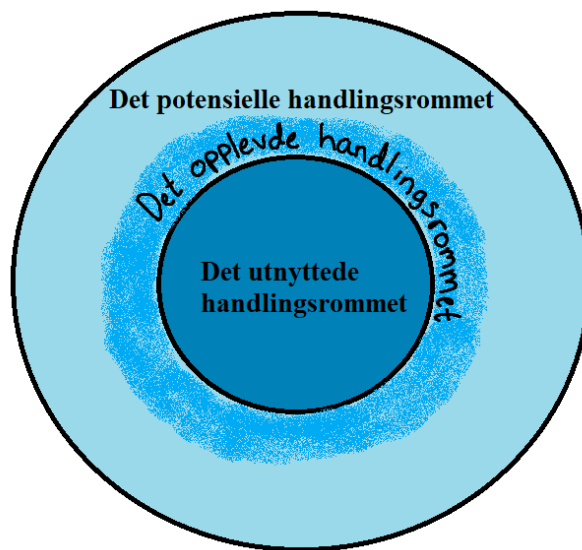 Det potensielle handlingsrommet
Det opplevde handlingsrommet
Det utnyttede
handlingsrommet